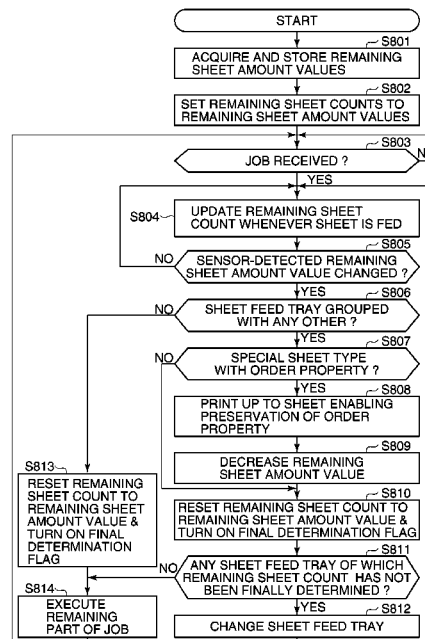 START
S801
ACQUIRE AND STORE REMAINING
SHEET AMOUNT VALUES
S802
SET REMAINING SHEET COUNTS TO
REMAINING SHEET AMOUNT VALUES
S803
JOB RECEIVED ?
YES
S804
UPDATE REMAINING SHEET
COUNT WHENEVER SHEET IS FED
S805
NO
SENSOR-DETECTED REMAINING
SHEET AMOUNT VALUE CHANGED ?
YES
S806
NO
SHEET FEED TRAY GROUPED
WITH ANY OTHER ?
YES
S807
NO
SPECIAL SHEET TYPE
WITH ORDER PROPERTY ?
YES
S808
PRINT UP TO SHEET ENABLING
PRESERVATION OF ORDER
PROPERTY
S809
DECREASE REMAINING
SHEET AMOUNT VALUE
S813
RESET REMAINING
SHEET COUNT TO
REMAINING SHEET
AMOUNT VALUE &
TURN ON FINAL
DETERMINATION
FLAG
S810
RESET REMAINING SHEET COUNT TO
REMAINING SHEET AMOUNT VALUE &
TURN ON FINAL DETERMINATION FLAG
S811
NO
ANY SHEET FEED TRAY OF WHICH
REMAINING SHEET COUNT HAS NOT
BEEN FINALLY DETERMINED ?
YES
S814
EXECUTE
REMAINING
PART OF JOB
S812
CHANGE SHEET FEED TRAY